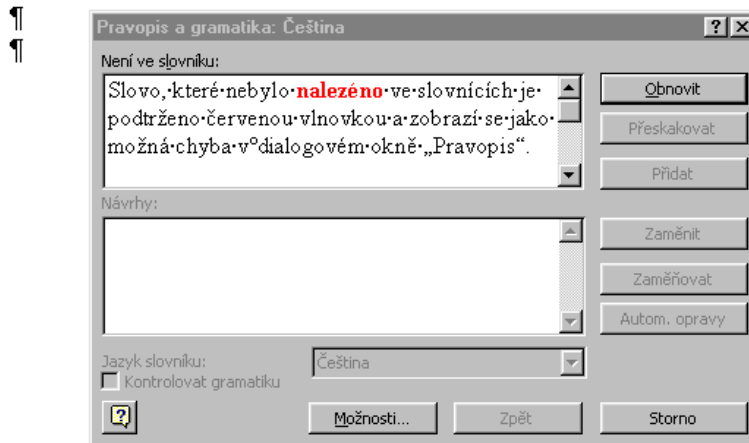 ¶
¶
Pravopis a gramatika: Čeština
Není ve slovníku:
Slovo,·které·nebylo·nalezéno·ve·slovnících·je·
podtrženo·červenou·vlnovkou·a·zobrazí·se·jako·
možná·chyba·v°dialogovém·okně·„Pravopis“.
Obnovit
Přeskakovat
Přidat
Návrhy:
Zaměnit
Zaměňovat
Autom. opravy
Jazyk slovníku:
Čeština
Kontrolovat gramatiku
Možnosti...
Zpět
Storno